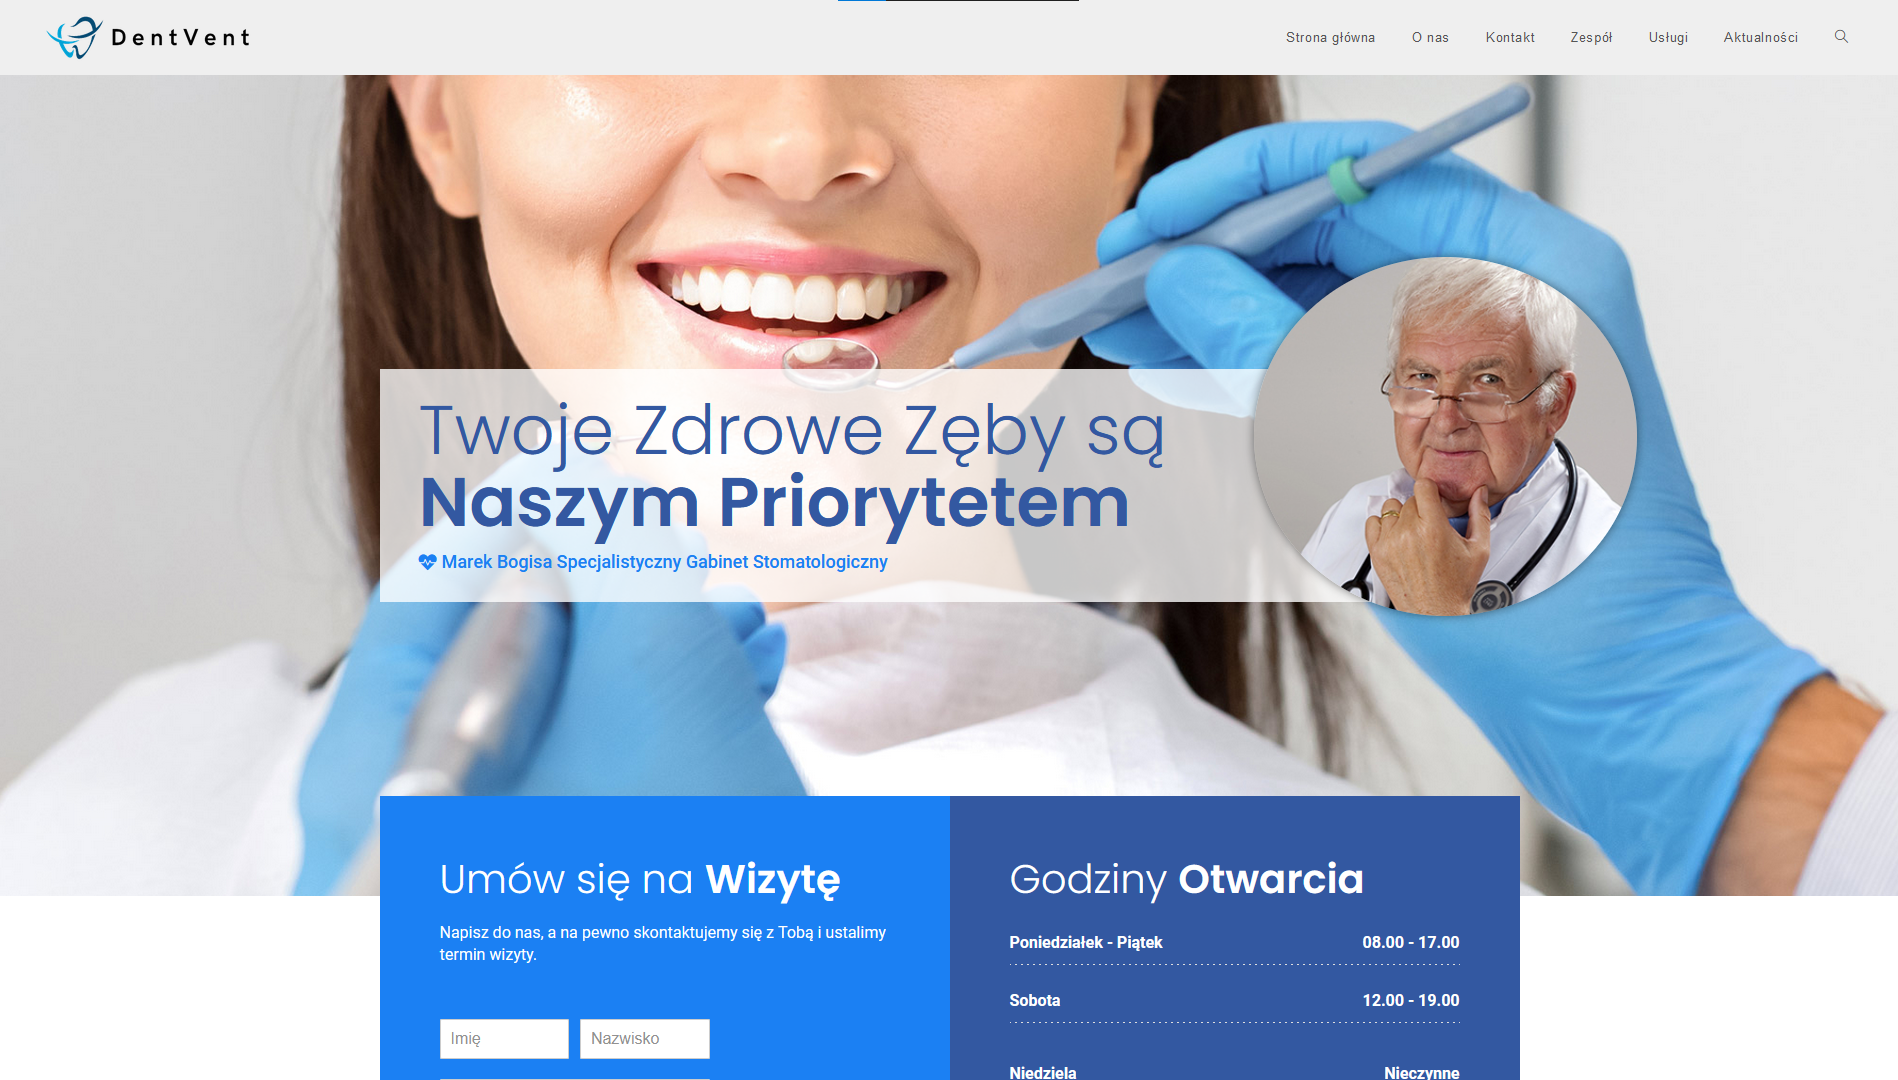 DentVent
Strona główna
O nas
Kontakt
Zespół
Usługi
Aktualności
Twoje Zdrowe Zęby są
Naszym Priorytetem
Marek Bogisa Specjalistyczny Gabinet Stomatologiczny
Umów się na Wizytę
Napisz do nas, a na pewno skontaktujemy się z Tobą i ustalimy
termin wizyty.
Imię
Nazwisko
Godziny Otwarcia
Poniedziałek - Piątek 08.00 - 17.00
Sobota 12.00 - 19.00
Niedziela Nieczynne